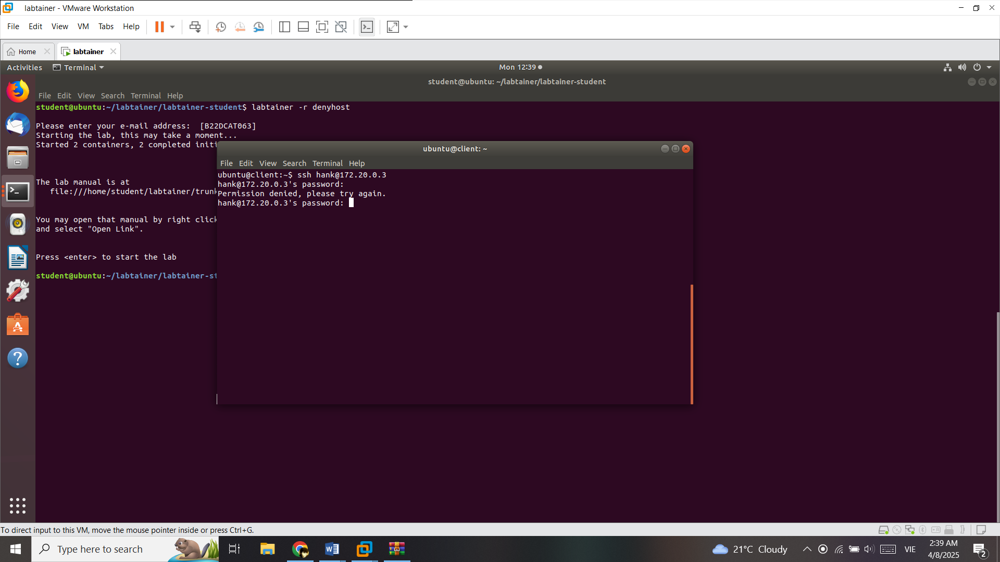 labtainer - VMware Workstation
File Edit View VM Tabs Help
Home labtainer
Activities Terminal Mon 12:39
student@ubuntu: ~/labtainer/labtainer-student
File Edit View Search Terminal Help
student@ubuntu:~/labtainer/labtainer-student$ labtainer -r denyhost
Please enter your e-mail address:  [B22DCAT063]
Starting the lab, this may take a moment...
Started 2 containers, 2 completed initi
The lab manual is at
file:///home/student/labtainer/trunk
You may open that manual by right click
and select "Open Link".
Press <enter> to start the lab
student@ubuntu:~/labtainer/labtainer-st
ubuntu@client: ~
File Edit View Search Terminal Help
ubuntu@client:~$ ssh hank@172.20.0.3
hank@172.20.0.3's password:
Permission denied, please try again.
hank@172.20.0.3's password:
To direct input to this VM, move the mouse pointer inside or press Ctrl+G.
Type here to search
21°C Cloudy
VIE
2:39 AM
4/8/2025
2